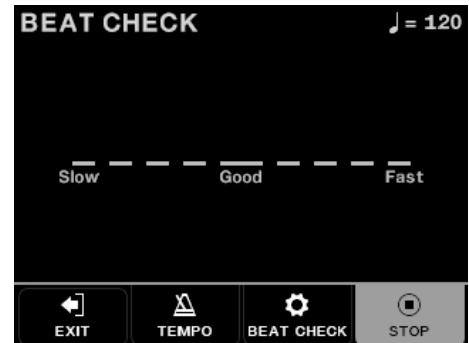 BEAT CHECK ♩ = 120
Slow Good Fast
EXIT TEMPO BEAT CHECK STOP